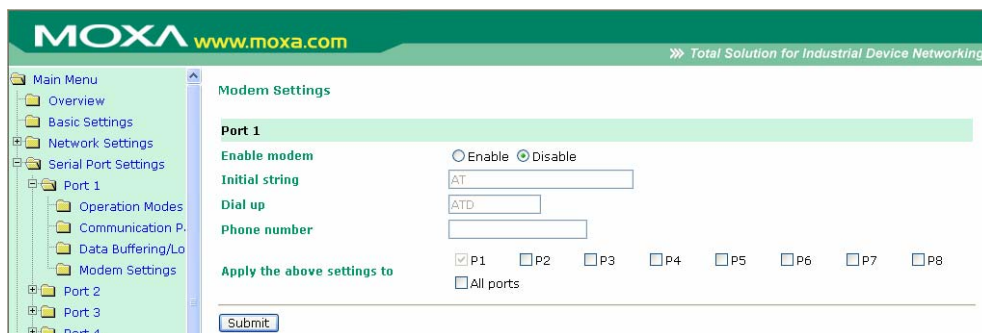 MOXA www.moxa.com
Total Solution for Industrial Device Networking
Main Menu
Overview
Basic Settings
Network Settings
Serial Port Settings
Port 1
Operation Modes
Communication P
Data Buffering/Lo
Modem Settings
Port 2
Port 3
Port 4
Modem Settings
Port 1
Enable modem Enable Disable
Initial string AT
Dial up ATD
Phone number
Apply the above settings to P1 P2 P3 P4 P5 P6 P7 P8
All ports
Submit